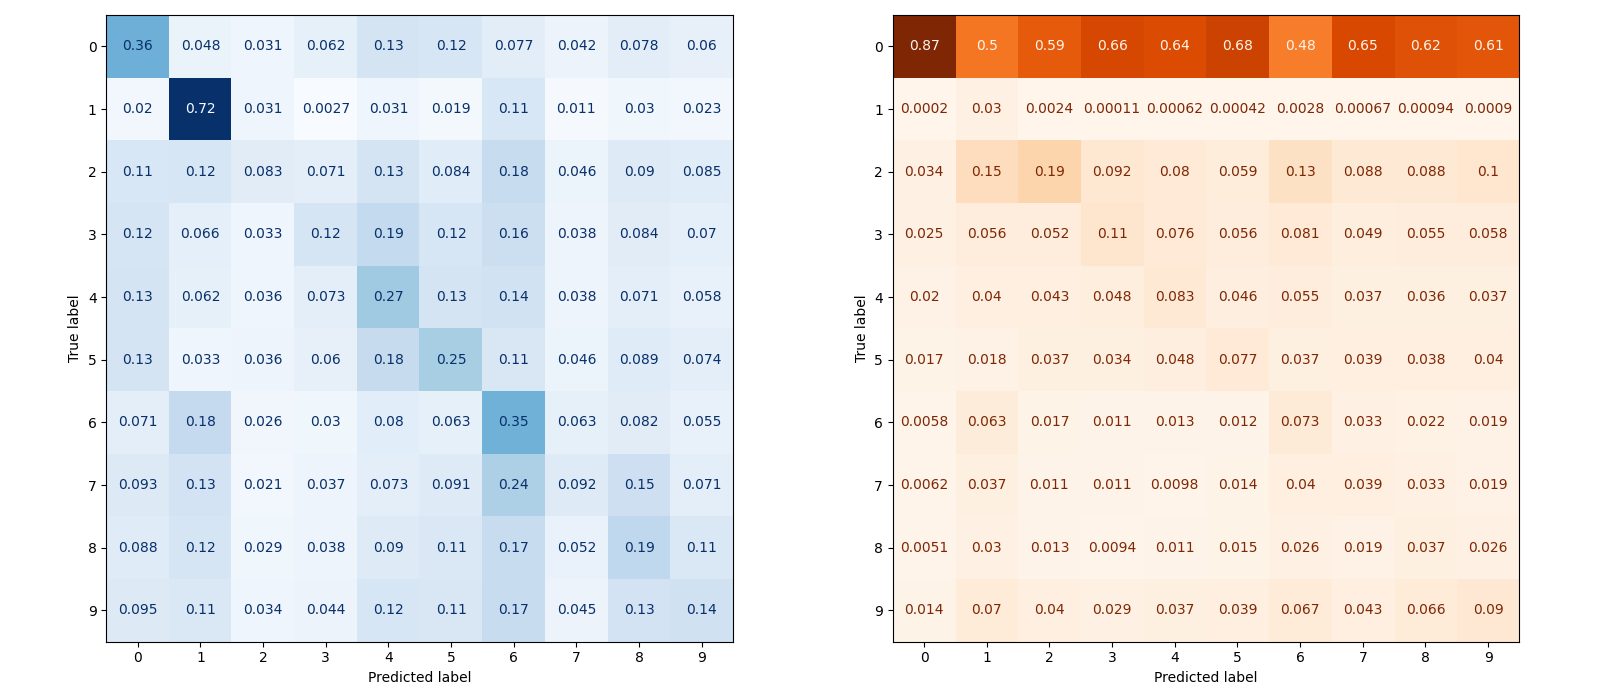 0 0.36 0.048 0.031 0.062 0.13 0.12 0.077 0.042 0.078 0.06
1 0.02 0.72 0.031 0.0027 0.031 0.019 0.11 0.011 0.03 0.023
2 0.11 0.12 0.083 0.071 0.13 0.084 0.18 0.046 0.09 0.085
3 0.12 0.066 0.033 0.12 0.19 0.12 0.16 0.038 0.084 0.07
4 0.13 0.062 0.036 0.073 0.27 0.13 0.14 0.038 0.071 0.058
5 0.13 0.033 0.036 0.06 0.18 0.25 0.11 0.046 0.089 0.074
6 0.071 0.18 0.026 0.03 0.08 0.063 0.35 0.063 0.082 0.055
7 0.093 0.13 0.021 0.037 0.073 0.091 0.24 0.092 0.15 0.071
8 0.088 0.12 0.029 0.038 0.09 0.11 0.17 0.052 0.19 0.11
9 0.095 0.11 0.034 0.044 0.12 0.11 0.17 0.045 0.13 0.14
0 1 2 3 4 5 6 7 8 9
Predicted label
True label
0 0.87 0.5 0.59 0.66 0.64 0.68 0.48 0.65 0.62 0.61
1 0.0002 0.03 0.0024 0.00011 0.00062 0.00042 0.0028 0.00067 0.00094 0.0009
2 0.034 0.15 0.19 0.092 0.08 0.059 0.13 0.088 0.088 0.1
3 0.025 0.056 0.052 0.11 0.076 0.056 0.081 0.049 0.055 0.058
4 0.02 0.04 0.043 0.048 0.083 0.046 0.055 0.037 0.036 0.037
5 0.017 0.018 0.037 0.034 0.048 0.077 0.037 0.039 0.038 0.04
6 0.0058 0.063 0.017 0.011 0.013 0.012 0.073 0.033 0.022 0.019
7 0.0062 0.037 0.011 0.011 0.0098 0.014 0.04 0.039 0.033 0.019
8 0.0051 0.03 0.013 0.0094 0.011 0.015 0.026 0.019 0.037 0.026
9 0.014 0.07 0.04 0.029 0.037 0.039 0.067 0.043 0.066 0.09
0 1 2 3 4 5 6 7 8 9
Predicted label
True label